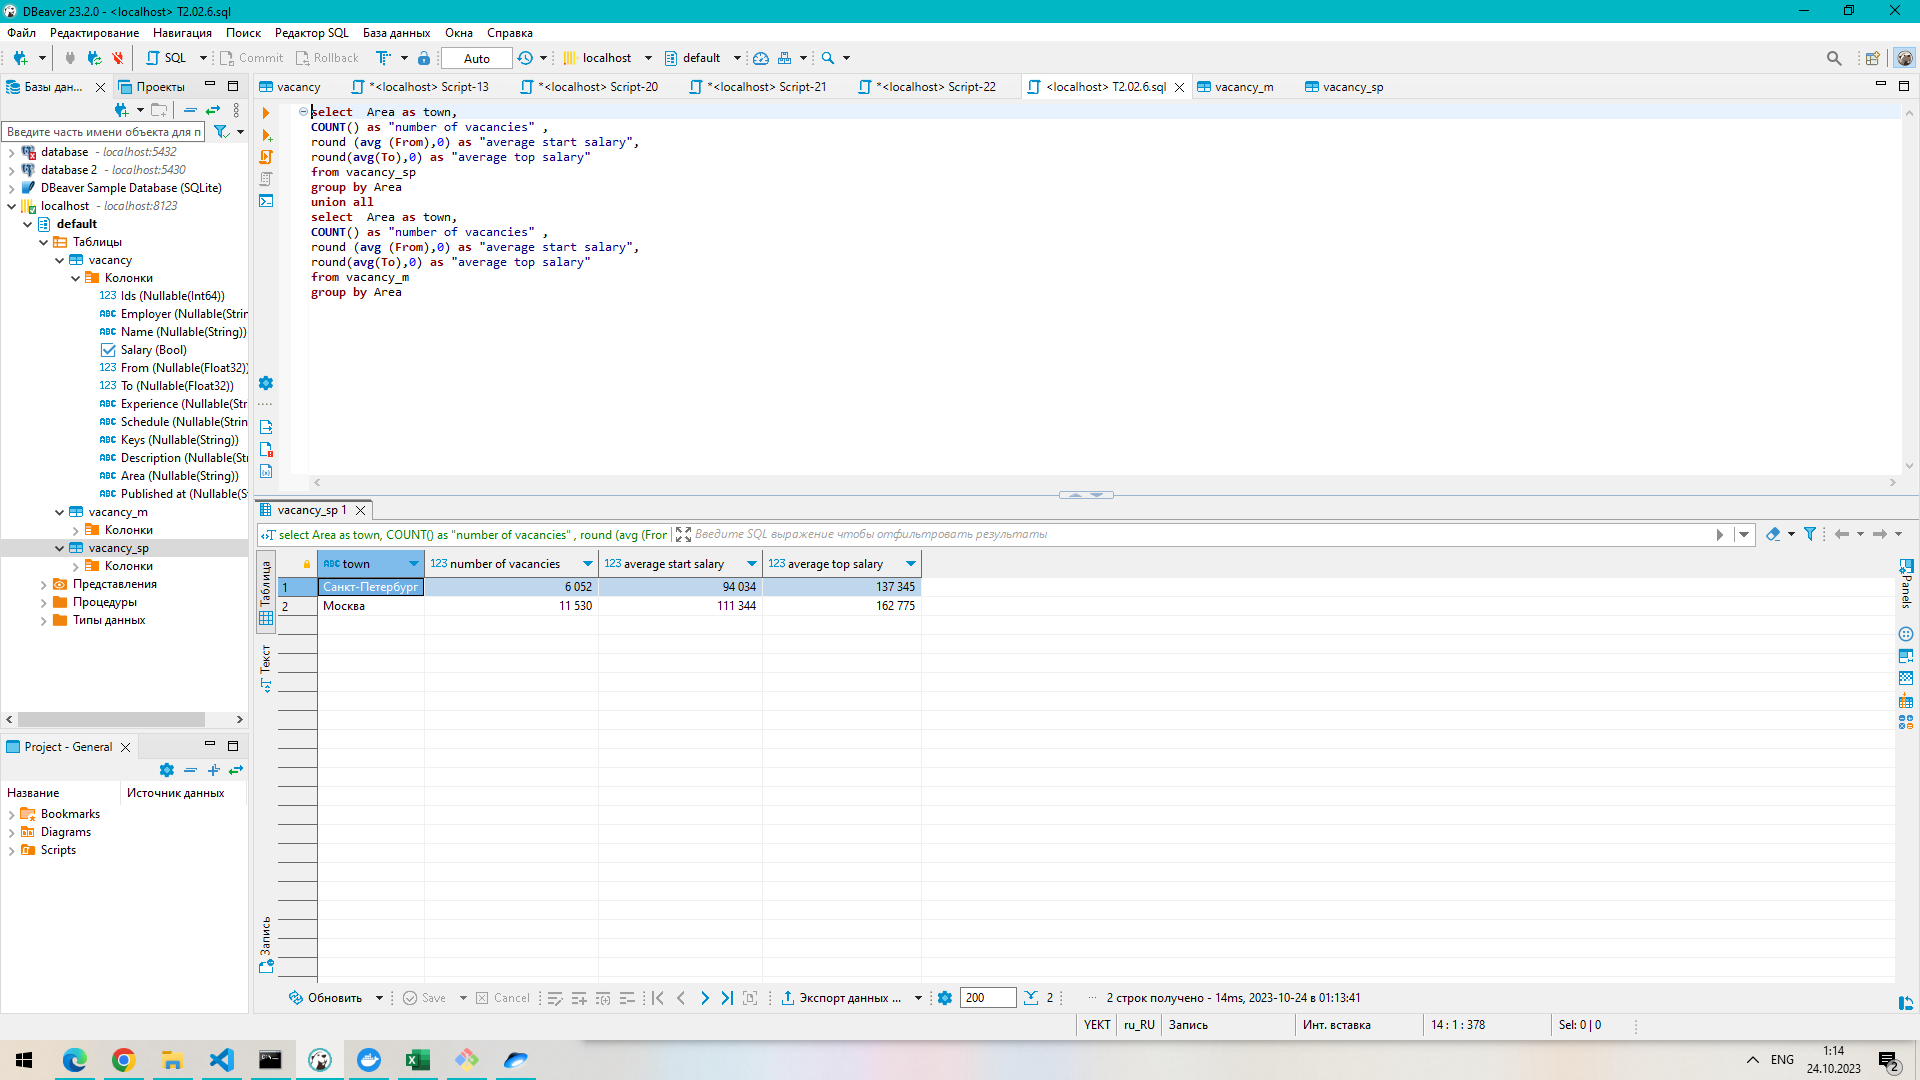 DBeaver 23.2.0 - <localhost> T2.02.6.sql
Файл Редактирование Навигация Поиск Редактор SQL База данных Окна Справка
SQL Commit Rollback Auto localhost default
Базы дан... Проекты
vacancy *<localhost> Script-13 *<localhost> Script-20 *<localhost> Script-21 *<localhost> Script-22 <localhost> T2.02.6.sql vacancy_m vacancy_sp
Введите часть имени объекта для п
database - localhost:5432
database 2 - localhost:5430
DBeaver Sample Database (SQLite)
localhost - localhost:8123
default
Таблицы
vacancy
Колонки
123 Ids (Nullable(Int64))
ABC Employer (Nullable(Strin
ABC Name (Nullable(String))
Salary (Bool)
123 From (Nullable(Float32))
123 To (Nullable(Float32))
ABC Experience (Nullable(Str
ABC Schedule (Nullable(Strin
ABC Keys (Nullable(String))
ABC Description (Nullable(St
ABC Area (Nullable(String))
ABC Published at (Nullable(S
vacancy_m
Колонки
vacancy_sp
Колонки
Представления
Процедуры
Типы данных
select  Area as town,
COUNT() as "number of vacancies" ,
round (avg (From),0) as "average start salary",
round(avg(To),0) as "average top salary"
from vacancy_sp
group by Area
union all
select  Area as town,
COUNT() as "number of vacancies" ,
round (avg (From),0) as "average start salary",
round(avg(To),0) as "average top salary"
from vacancy_m
group by Area
vacancy_sp 1
select Area as town, COUNT() as "number of vacancies" , round (avg (Fror Введите SQL выражение чтобы отфильтровать результаты
Таблица
Текст
Запись
ABC town 123 number of vacancies 123 average start salary 123 average top salary
1 Санкт-Петербург 6 052 94 034 137 345
2 Москва 11 530 111 344 162 775
Panels
Project - General
Название Источник данных
Bookmarks
Diagrams
Scripts
Обновить Save Cancel Экспорт данных ... 200 2 ... 2 строк получено - 14ms, 2023-10-24 в 01:13:41
YEKT ru_RU Запись Инт. вставка 14 : 1 : 378 Sel: 0 | 0
ENG 1:14
24.10.2023 2